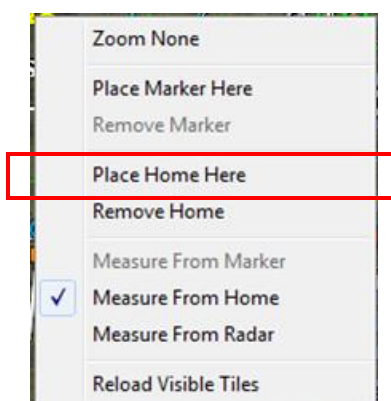 Zoom None
Place Marker Here
Remove Marker
Place Home Here
Remove Home
Measure From Marker
Measure From Home
Measure From Radar
Reload Visible Tiles